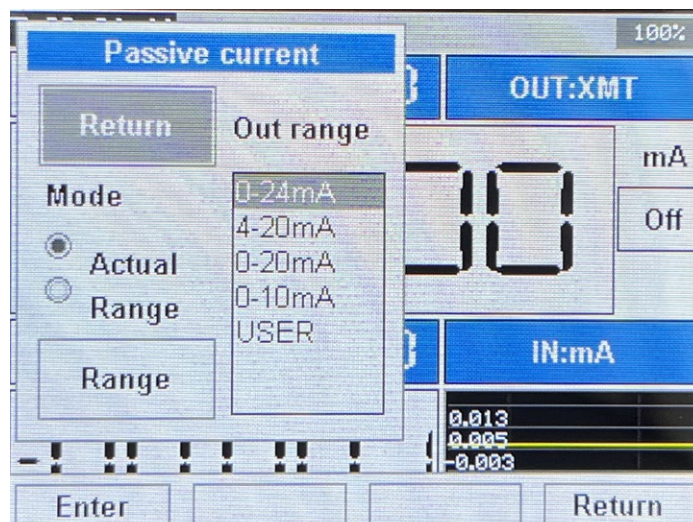 100%
Passive current
OUT:XMT
Return
Out range
mA
Mode
0-24mA
Off
4-20mA
Actual
0-20mA
Range
0-10mA
USER
IN:mA
Range
0.013
0.005
-0.003
Enter
Return